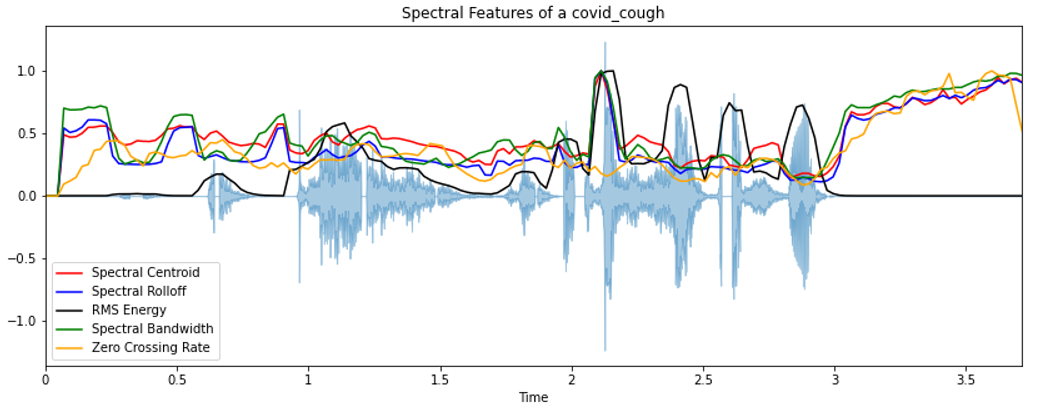 Spectral Features of a covid_cough
1.0
0.5
0.0
−0.5
−1.0
Spectral Centroid
Spectral Rolloff
RMS Energy
Spectral Bandwidth
Zero Crossing Rate
0 0.5 1 1.5 2 2.5 3 3.5
Time